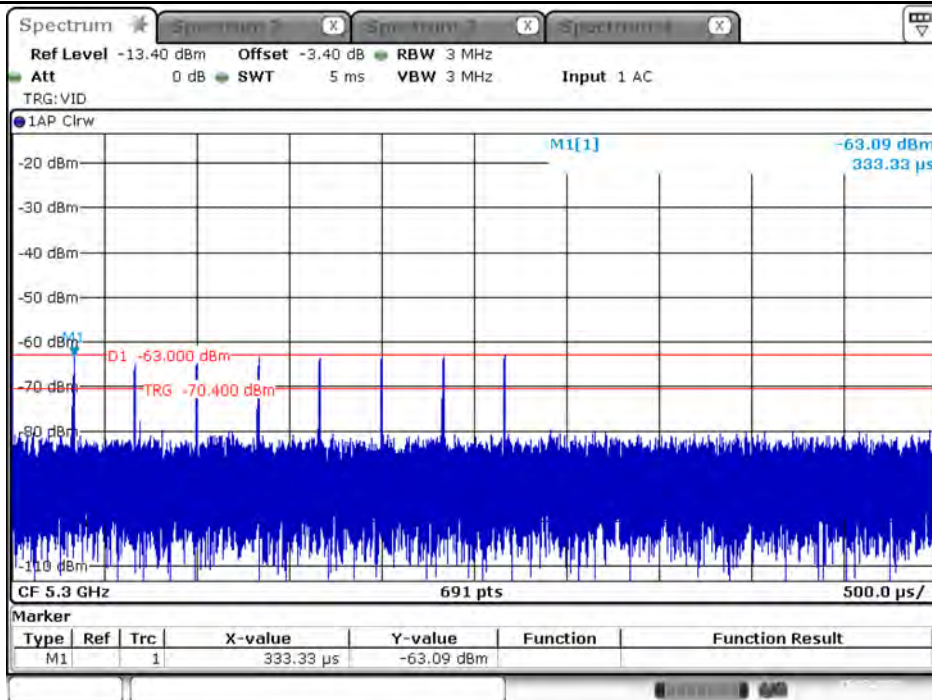 Spectrum
Ref Level -13.40 dBm Offset -3.40 dB RBW 3 MHz
Att 0 dB SWT 5 ms VBW 3 MHz Input 1 AC
TRG:VID
1AP Clrw
M1[1] -63.09 dBm
333.33 µs
-20 dBm
-30 dBm
-40 dBm
-50 dBm
-60 dBm
M1
D1 -63.000 dBm
-70 dBm
TRG -70.400 dBm
-80 dBm
-110 dBm
CF 5.3 GHz 691 pts 500.0 µs/
Marker
Type Ref Trc X-value Y-value Function Function Result
M1 1 333.33 µs -63.09 dBm